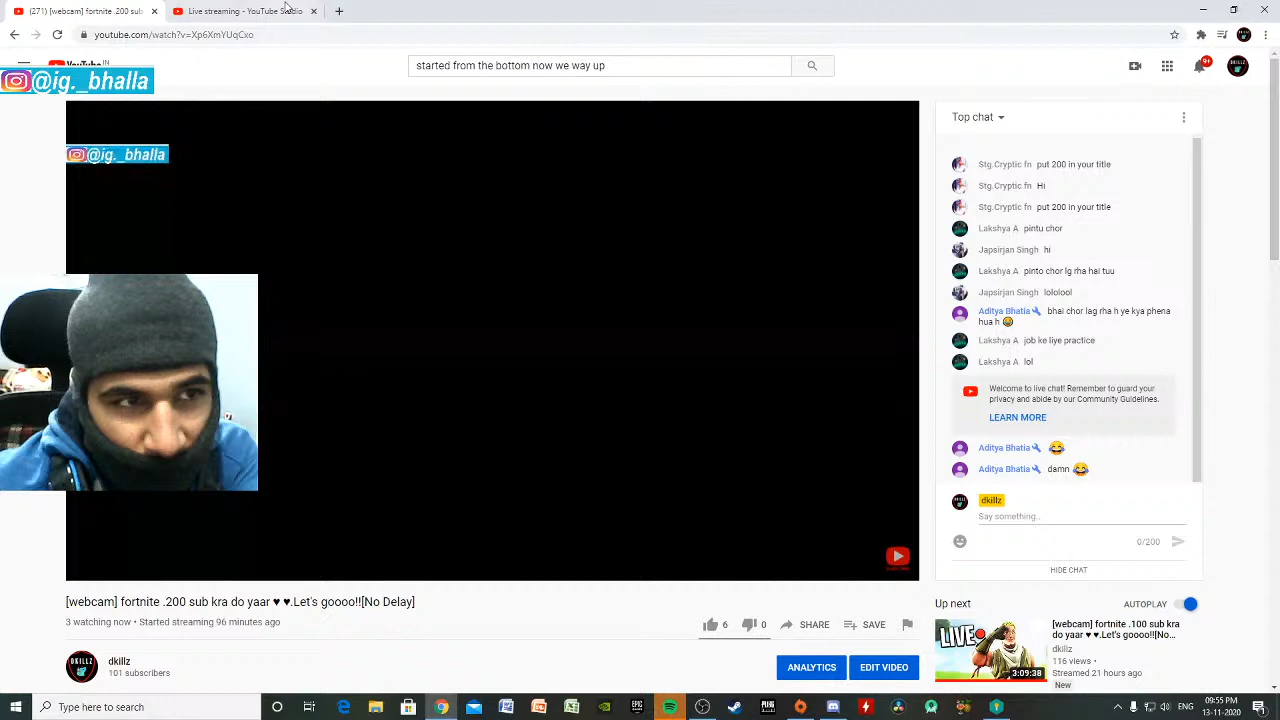 (271) [webcam] fortnite .200 sub
Live streaming - YouTube Studio
youtube.com/watch?v=Xp6XmYUqCxo
IN
started from the bottom now we way up
9+
@ig._bhalla
@ig._bhalla
Top chat
Stg.Cryptic fn put 200 in your title
Stg.Cryptic fn Hi
Stg.Cryptic fn put 200 in your title
Lakshya A pintu chor
Japsirjan Singh hi
Lakshya A pinto chor lg rha hai tuu
Japsirjan Singh lololool
Aditya Bhatia bhai chor lag rha h ye kya phena
hua h
Lakshya A job ke liye practice
Lakshya A lol
Welcome to live chat! Remember to guard your
privacy and abide by our Community Guidelines.
LEARN MORE
Aditya Bhatia 😂
Aditya Bhatia damn 😂
dkillz
Say something..
0/200
HIDE CHAT
[webcam] fortnite .200 sub kra do yaar ♥ ♥.Let's goooo!![No Delay]
3 watching now • Started streaming 96 minutes ago
6
0
SHARE
SAVE
DKILLZ
dkillz
101 subscribers
ANALYTICS
EDIT VIDEO
Up next
AUTOPLAY
LIVE
3:09:38
[webcam] fortnite .100 sub kra
do yaar ♥ ♥.Let's goooo!![No...
dkillz
116 views •
Streamed 21 hours ago
New
Type here to search
09:55 PM
13-11-2020